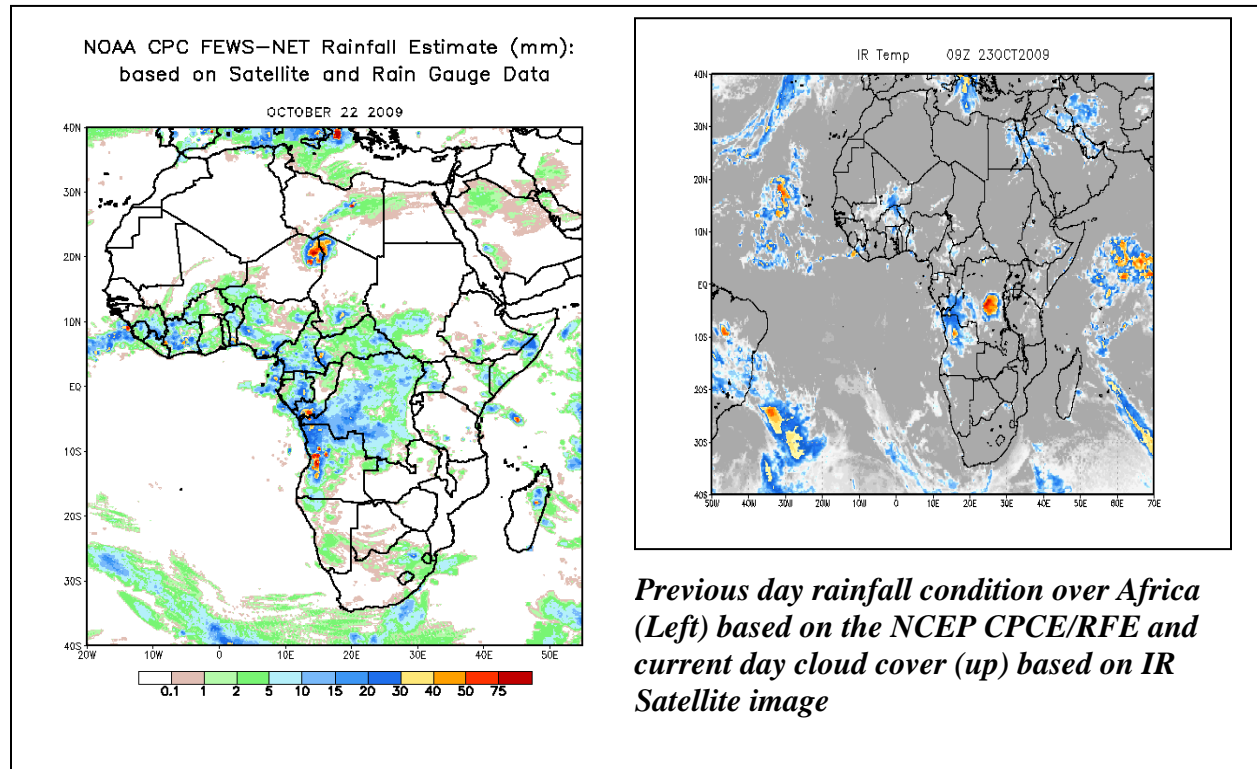 NOAA CPC FEWS-NET Rainfall Estimate (mm):
based on Satellite and Rain Gauge Data
OCTOBER 22 2009
40N
30N
20N
10N
EQ
10S
20S
30S
40S
20W 10W 0 10E 20E 30E 40E 50E
0.1 1 2 5 10 15 20 30 40 50 75
IR Temp 09Z 23OCT2009
40N
30N
20N
10N
EQ
10S
20S
30S
40S
50W 40W 30W 20W 10W 0 10E 20E 30E 40E 50E 60E 70E
Previous day rainfall condition over Africa
(Left) based on the NCEP CPCE/RFE and
current day cloud cover (up) based on IR
Satellite image